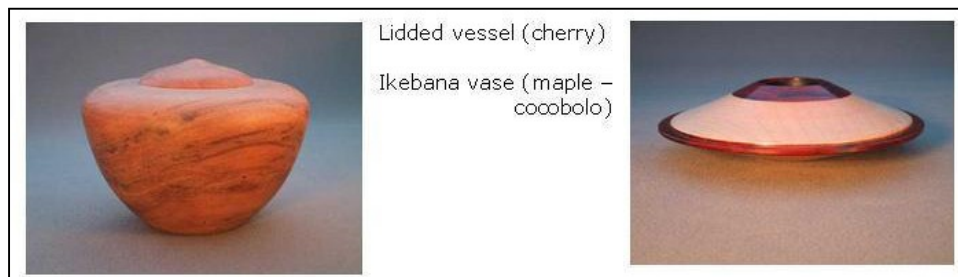 Lidded vessel (cherry)
Ikebana vase (maple –
cocobolo)